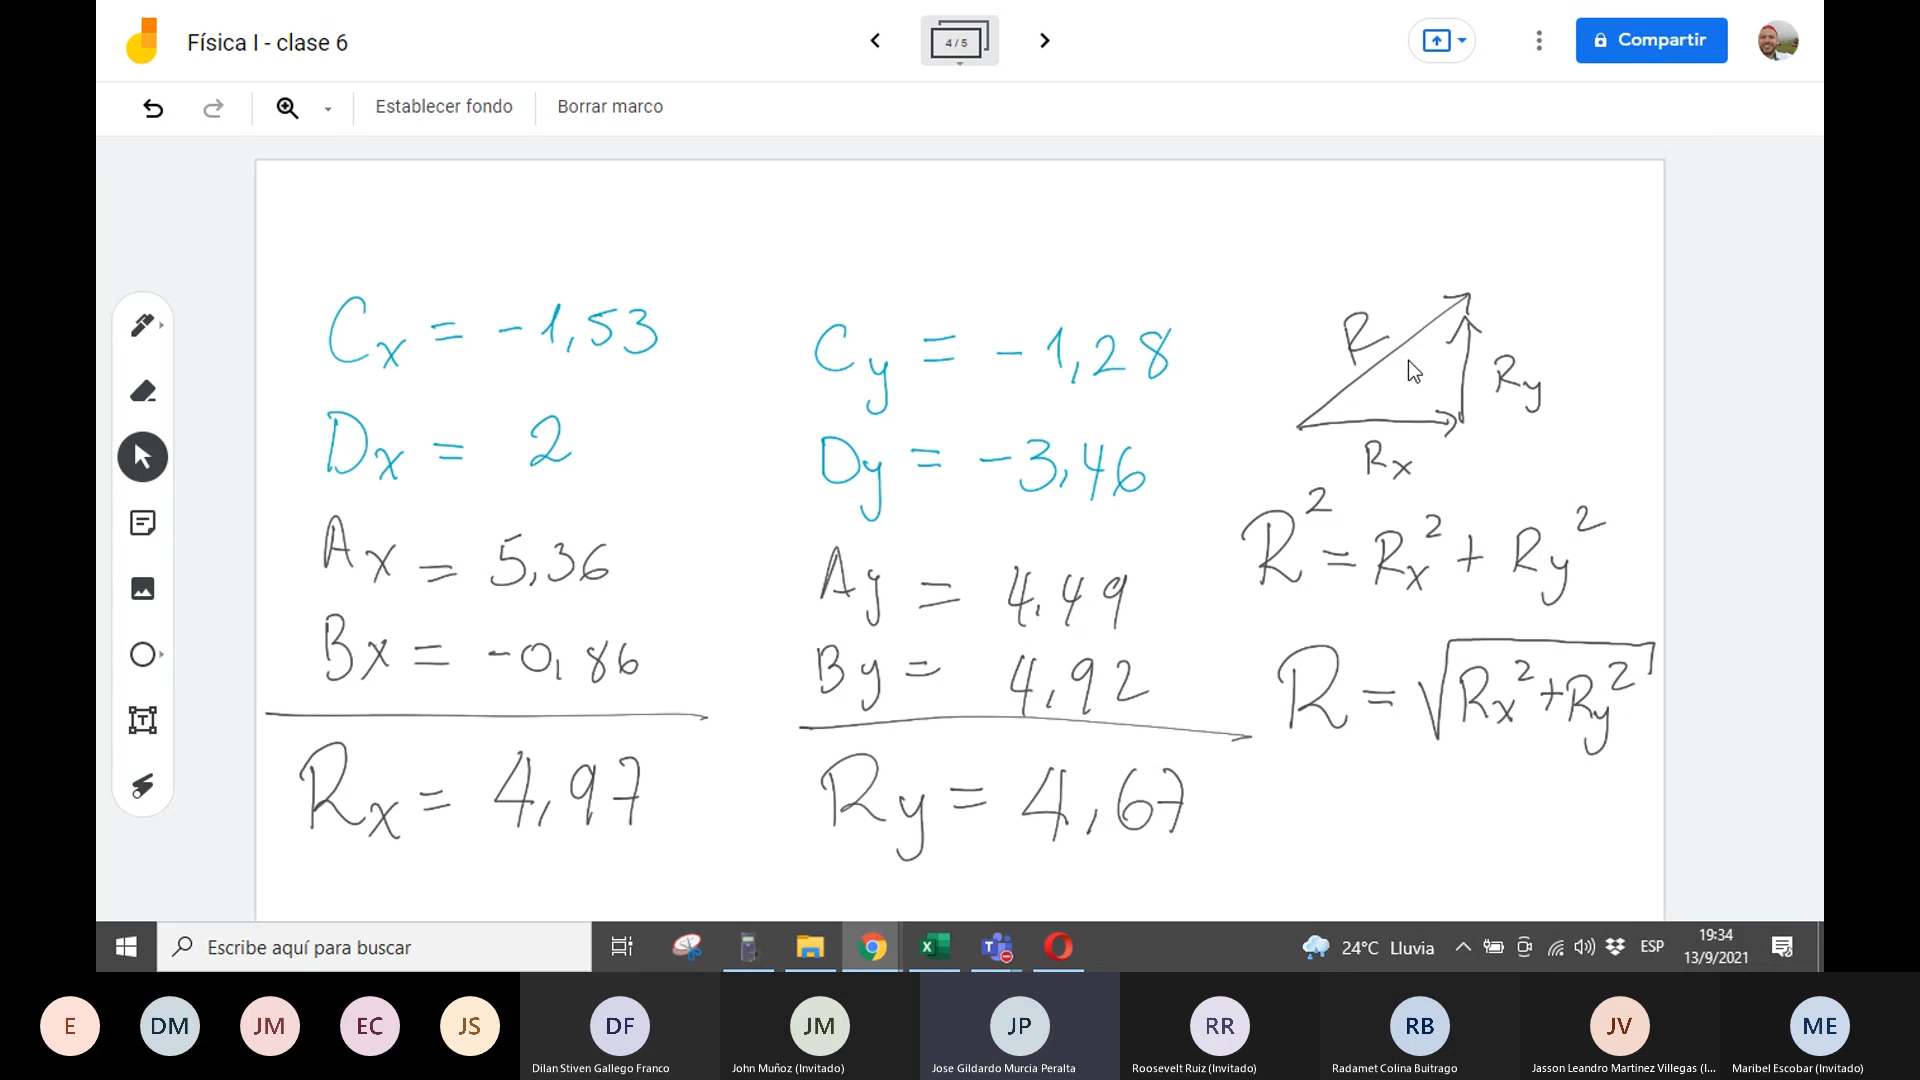 Física I - clase 6
4 / 5
Compartir
Establecer fondo
Borrar marco
Cx = -1,53
Dx = 2
Ax = 5,36
Bx = -0,86
Rx = 4,97
Cy = -1,28
Dy = -3,46
Ay = 4,49
By = 4,92
Ry = 4,67
R
Ry
Rx
R² = Rx² + Ry²
R = √Rx²+Ry²
Escribe aquí para buscar
24°C Lluvia
ESP
19:34
13/9/2021
E
DM
JM
EC
JS
DF
Dilan Stiven Gallego Franco
JM
John Muñoz (Invitado)
JP
Jose Gildardo Murcia Peralta
RR
Roosevelt Ruiz (Invitado)
RB
Radamet Colina Buitrago
JV
Jasson Leandro Martinez Villegas (I...
ME
Maribel Escobar (Invitado)